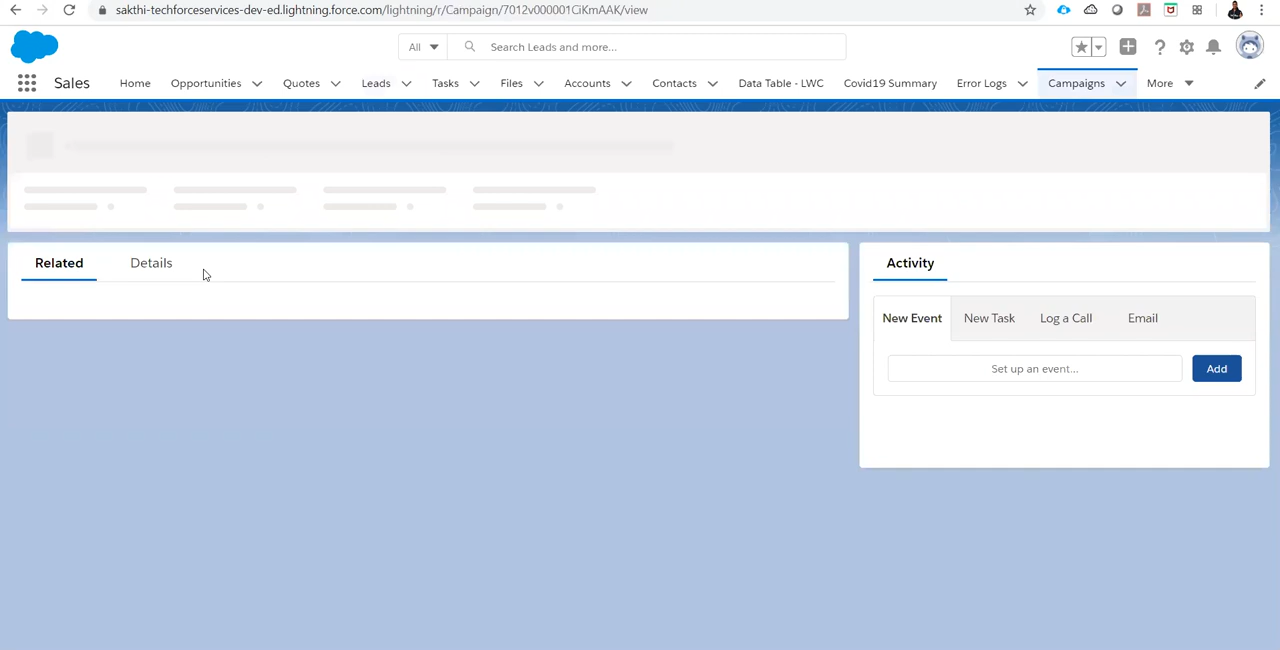 sakthi-techforceservices-dev-ed.lightning.force.com/lightning/r/Campaign/7012v000001CiKmAAK/view
All Search Leads and more...
Sales Home Opportunities Quotes Leads Tasks Files Accounts Contacts Data Table - LWC Covid19 Summary Error Logs Campaigns More
Related Details
Activity
New Event New Task Log a Call Email
Set up an event... Add